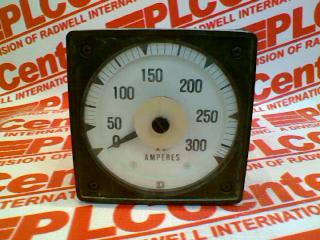 150
100 200
50 250
0 300
A.C.
AMPERES
PLCCenter
A DIVISION OF RADWELL INTERNATIONAL